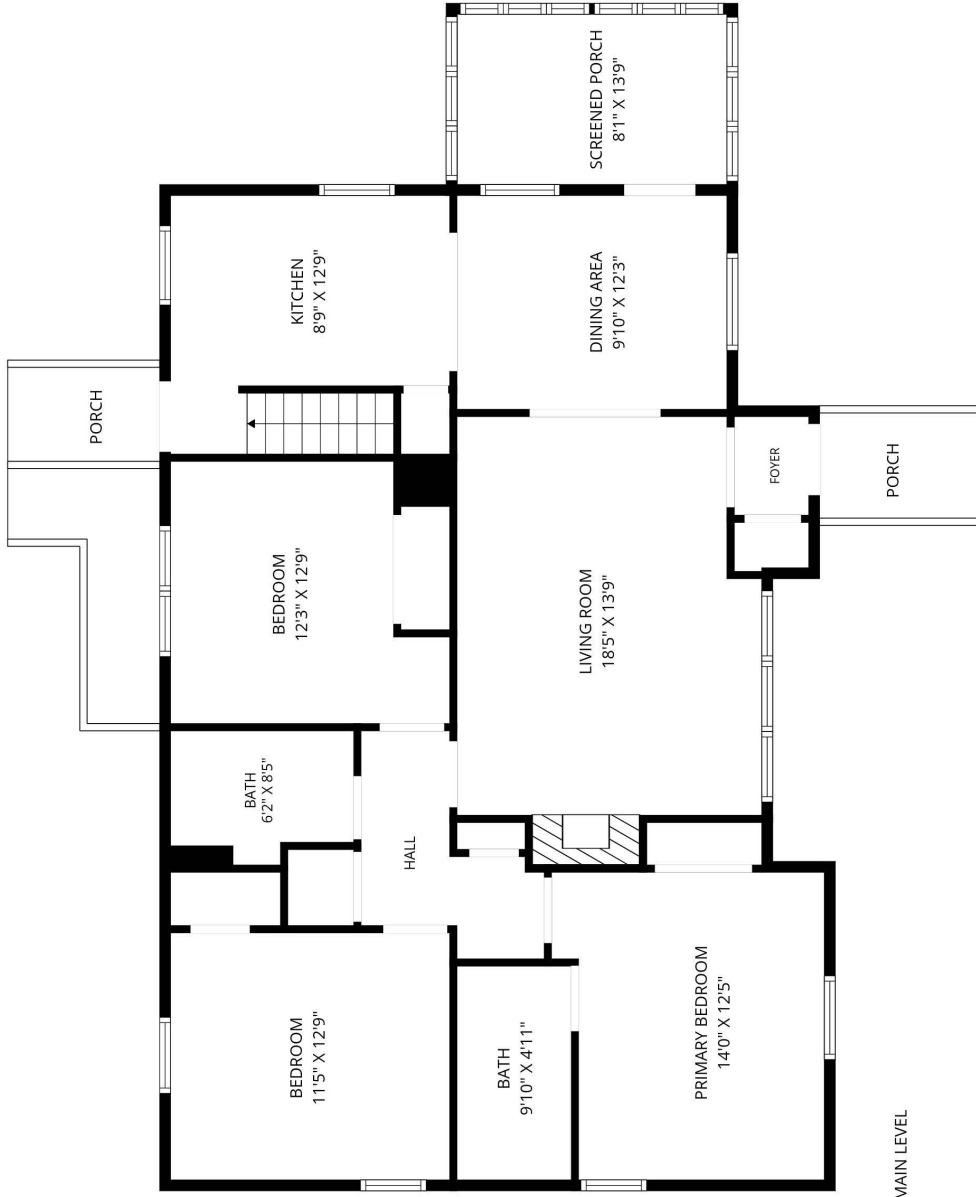 SCREENED PORCH
8'1" X 13'9"
KITCHEN
8'9" X 12'9"
DINING AREA
9'10" X 12'3"
PORCH
FOYER
PORCH
BEDROOM
12'3" X 12'9"
LIVING ROOM
18'5" X 13'9"
BATH
6'2" X 8'5"
HALL
BEDROOM
11'5" X 12'9"
BATH
9'10" X 4'11"
PRIMARY BEDROOM
14'0" X 12'5"
MAIN LEVEL